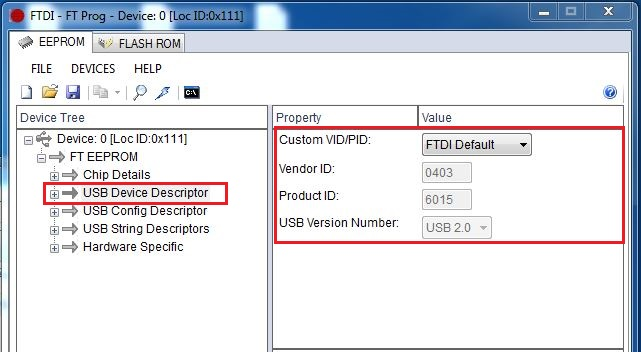 FTDI - FT Prog - Device: 0 [Loc ID:0x111]
EEPROM FLASH ROM
FILE DEVICES HELP
C:\
Device Tree
Device: 0 [Loc ID:0x111]
FT EEPROM
Chip Details
USB Device Descriptor
USB Config Descriptor
USB String Descriptors
Hardware Specific
Property Value
Custom VID/PID: FTDI Default
Vendor ID: 0403
Product ID: 6015
USB Version Number: USB 2.0